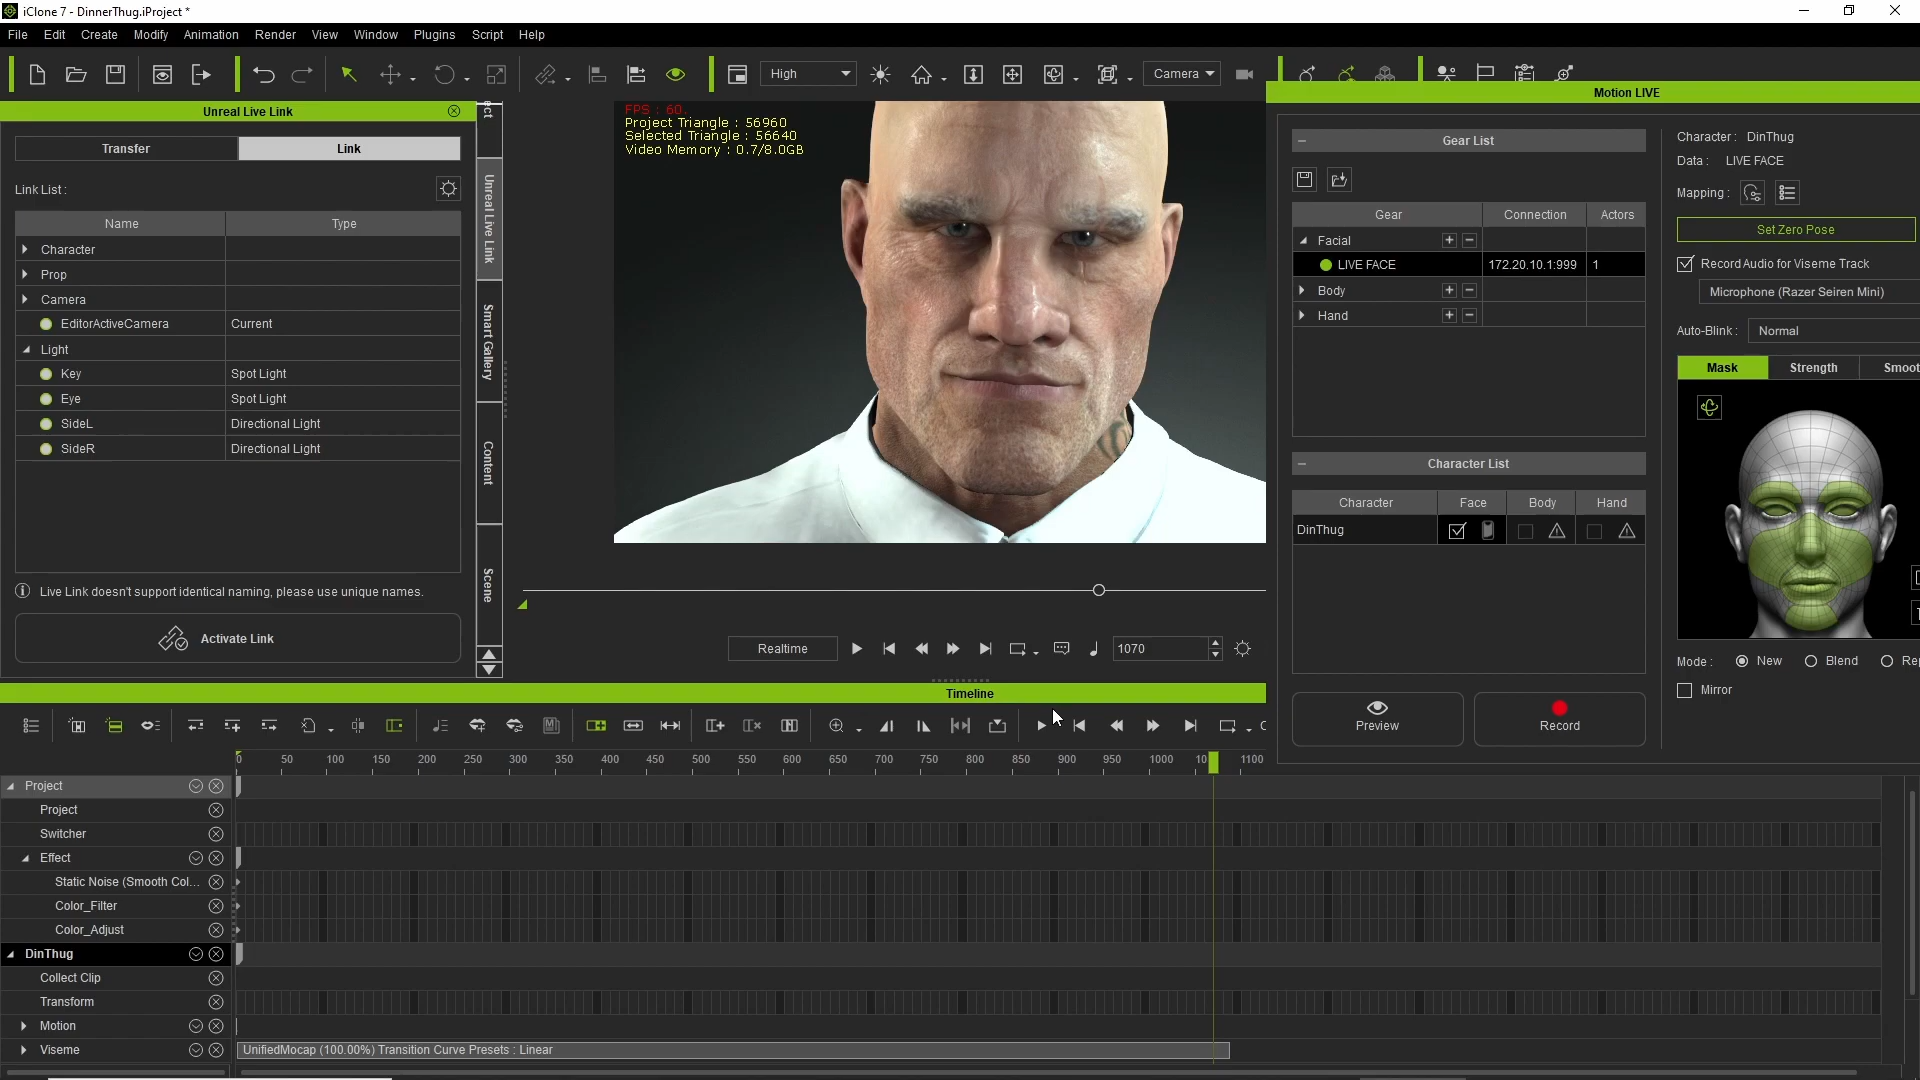 iClone 7 - DinnerThug.iProject *
File Edit Create Modify Animation Render View Window Plugins Script Help
High
Camera
Unreal Live Link
Transfer
Link
Link List :
Name Type
Character
Prop
Camera
EditorActiveCamera Current
Light
Key Spot Light
Eye Spot Light
SideL Directional Light
SideR Directional Light
Live Link doesn't support identical naming, please use unique names.
Activate Link
ect
Unreal Live Link
Smart Gallery
Content
Scene
FPS : 60.
Project Triangle : 56960
Selected Triangle : 56640
Video Memory : 0.7/8.0GB
Realtime
1070
Motion LIVE
Gear List
Gear Connection Actors
Facial
LIVE FACE 172.20.10.1:999 1
Body
Hand
Character List
Character Face Body Hand
DinThug
Preview
Record
Character : DinThug
Data : LIVE FACE
Mapping :
Set Zero Pose
Record Audio for Viseme Track
Microphone (Razer Seiren Mini)
Auto-Blink : Normal
Mask Strength Smoot
Mode : New Blend Rep
Mirror
Timeline
0 50 100 150 200 250 300 350 400 450 500 550 600 650 700 750 800 850 900 950 1000 10 1100
Project
Project
Switcher
Effect
Static Noise (Smooth Col...
Color_Filter
Color_Adjust
DinThug
Collect Clip
Transform
Motion
Viseme
UnifiedMocap (100.00%) Transition Curve Presets : Linear